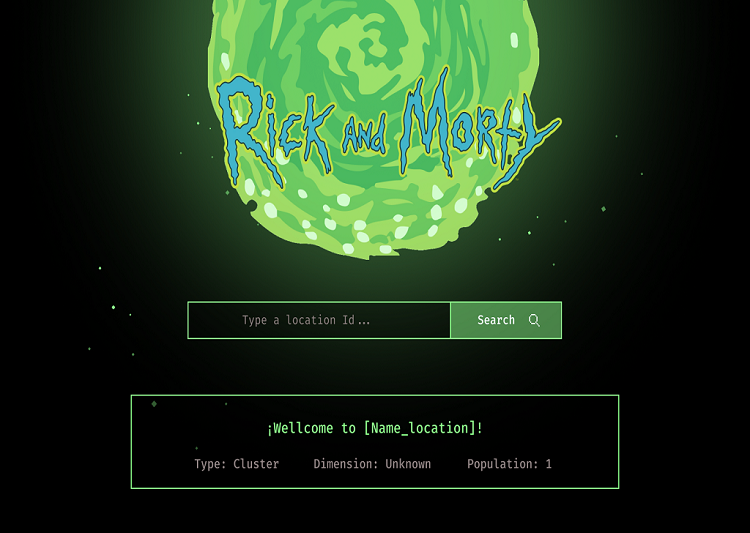 Rick and Morty
Type a location Id...
Search
¡Wellcome to [Name_location]!
Type: Cluster Dimension: Unknown Population: 1